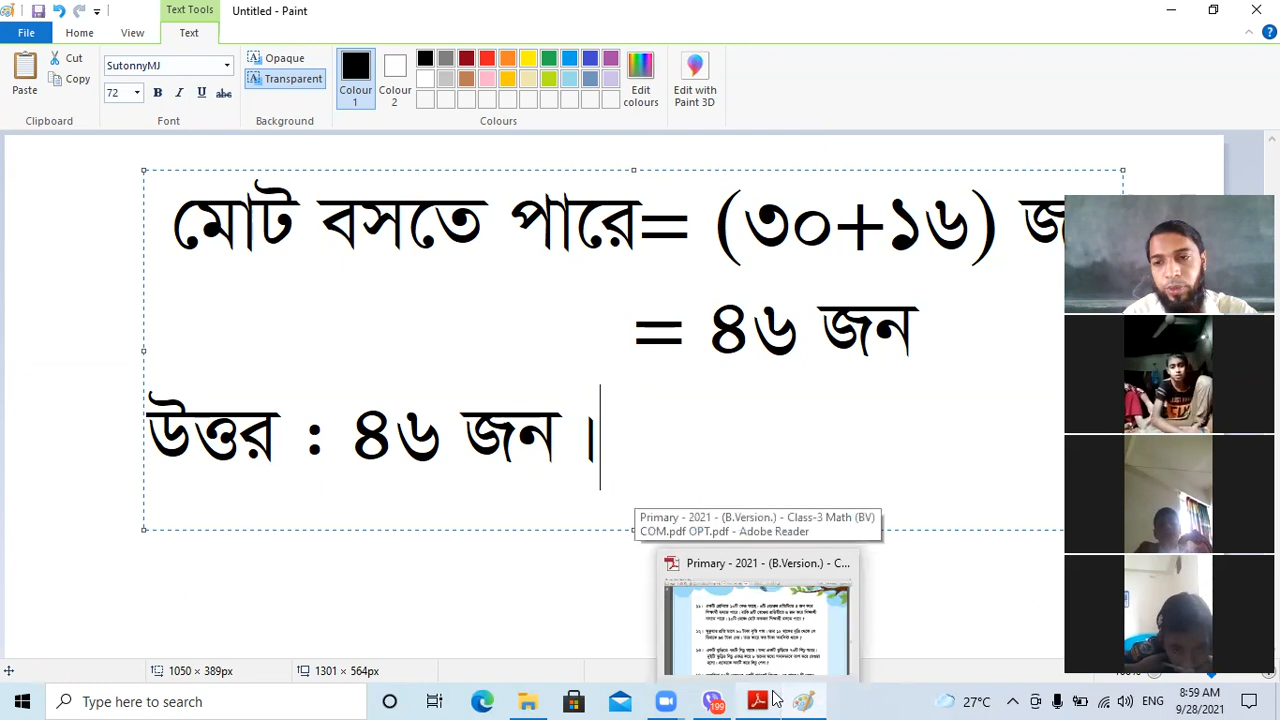 Text Tools
Untitled - Paint
File
Home
View
Text
Paste
Cut
Copy
Clipboard
SutonnyMJ
72
B I U abc
Font
Opaque
Transparent
Background
Colour 1
Colour 2
Colours
Edit colours
Edit with Paint 3D
মোট বসতে পারে= (৩০+১৬) জ
= ৪৬ জন
উত্তর : ৪৬ জন ।
Primary - 2021 - (B.Version.) - Class-3 Math (BV)
COM.pdf OPT.pdf - Adobe Reader
Primary - 2021 - (B.Version.) - C...
1050 × 389px
1381 × 564px
Type here to search
199
27°C
8:59 AM
9/28/2021